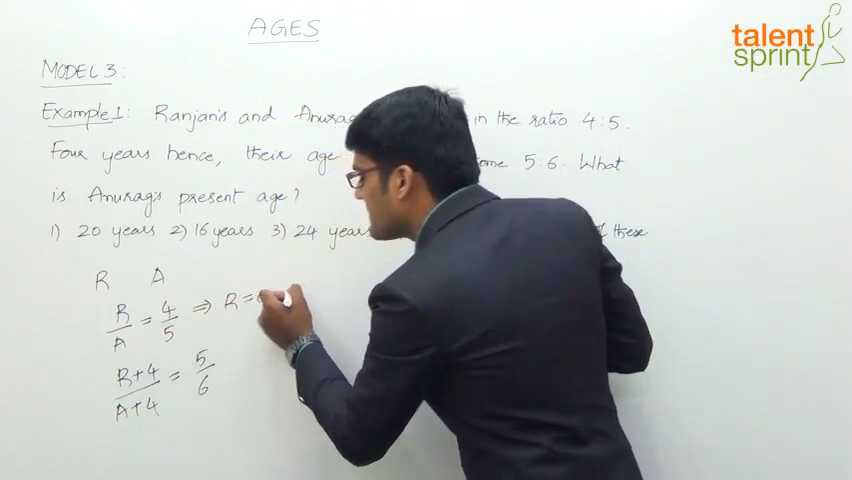 AGES
talent
sprint
MODEL 3:
Example 1: Ranjan's and in the ratio 4:5.
Four years hence, their age 5:6. What
is Anurag's present age?
1) 20 years 2) 16 years 3) 24 years these
R A
R/A = 4/5 ⇒ R =
R+4/A+4 = 5/6